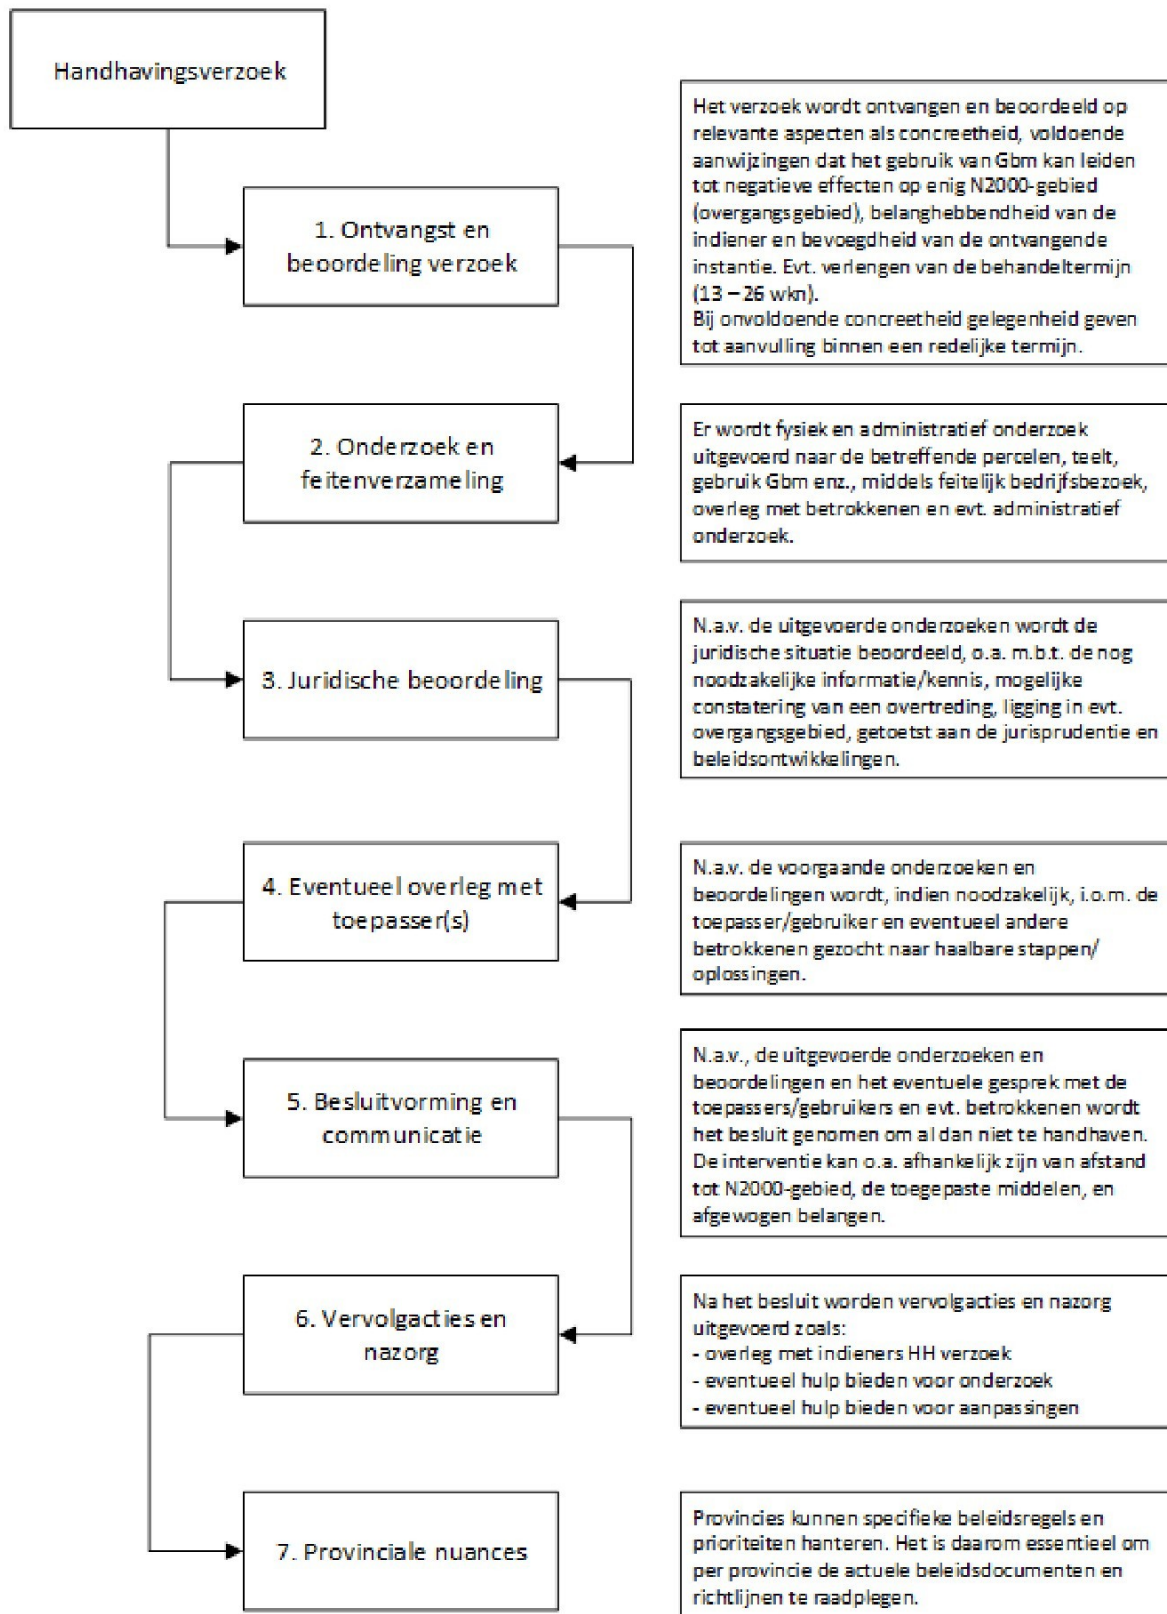 Handhavingsverzoek
1. Ontvangst en
beoordeling verzoek
Het verzoek wordt ontvangen en beoordeeld op
relevante aspecten als concreetheid, voldoende
aanwijzingen dat het gebruik van Gbm kan leiden
tot negatieve effecten op enig N2000-gebied
(overgangsgebied), belanghebbendheid van de
indiener en bevoegdheid van de ontvangende
instantie. Evt. verlengen van de behandeltermijn
(13 – 26 wkn).
Bij onvoldoende concreetheid gelegenheid geven
tot aanvulling binnen een redelijke termijn.
2. Onderzoek en
feitenverzameling
Er wordt fysiek en administratief onderzoek
uitgevoerd naar de betreffende percelen, teelt,
gebruik Gbm enz., middels feitelijk bedrijfsbezoek,
overleg met betrokkenen en evt. administratief
onderzoek.
3. Juridische beoordeling
N.a.v. de uitgevoerde onderzoeken wordt de
juridische situatie beoordeeld, o.a. m.b.t. de nog
noodzakelijke informatie/kennis, mogelijke
constatering van een overtreding, ligging in evt.
overgangsgebied, getoetst aan de jurisprudentie en
beleidsontwikkelingen.
4. Eventueel overleg met
toepasser(s)
N.a.v. de voorgaande onderzoeken en
beoordelingen wordt, indien noodzakelijk, i.o.m. de
toepasser/gebruiker en eventueel andere
betrokkenen gezocht naar haalbare stappen/
oplossingen.
5. Besluitvorming en
communicatie
N.a.v., de uitgevoerde onderzoeken en
beoordelingen en het eventuele gesprek met de
toepassers/gebruikers en evt. betrokkenen wordt
het besluit genomen om al dan niet te handhaven.
De interventie kan o.a. afhankelijk zijn van afstand
tot N2000-gebied, de toegepaste middelen, en
afgewogen belangen.
6. Vervolgacties en
nazorg
Na het besluit worden vervolgacties en nazorg
uitgevoerd zoals:
- overleg met indieners HH verzoek
- eventueel hulp bieden voor onderzoek
- eventueel hulp bieden voor aanpassingen
7. Provinciale nuances
Provincies kunnen specifieke beleidsregels en
prioriteiten hanteren. Het is daarom essentieel om
per provincie de actuele beleidsdocumenten en
richtlijnen te raadplegen.